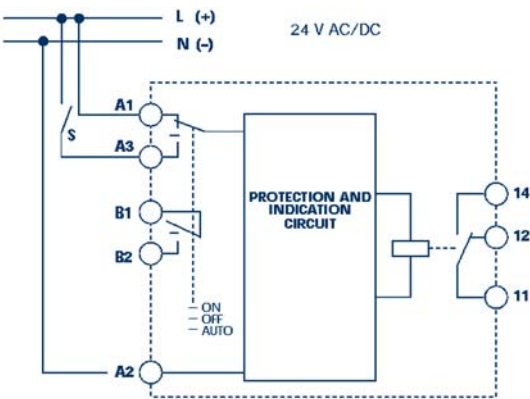 L (+)
N (–)
24 V AC/DC
A1
S
A3
B1
B2
PROTECTION AND
INDICATION
CIRCUIT
14
12
11
– ON
– OFF
– AUTO
A2